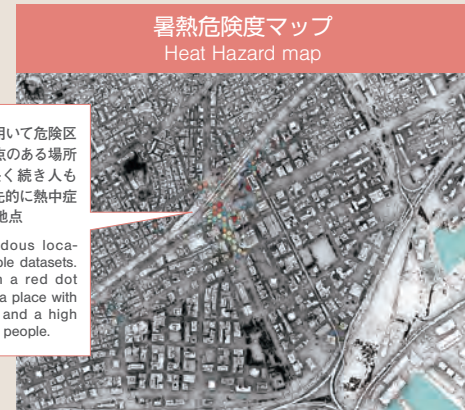 暑熱危険度マップ
Heat Hazard map
用いて危険区
点のある場所
く続き人も
先的に熱中症
地点
dous loca-
ple datasets.
a red dot
a place with
and a high
people.